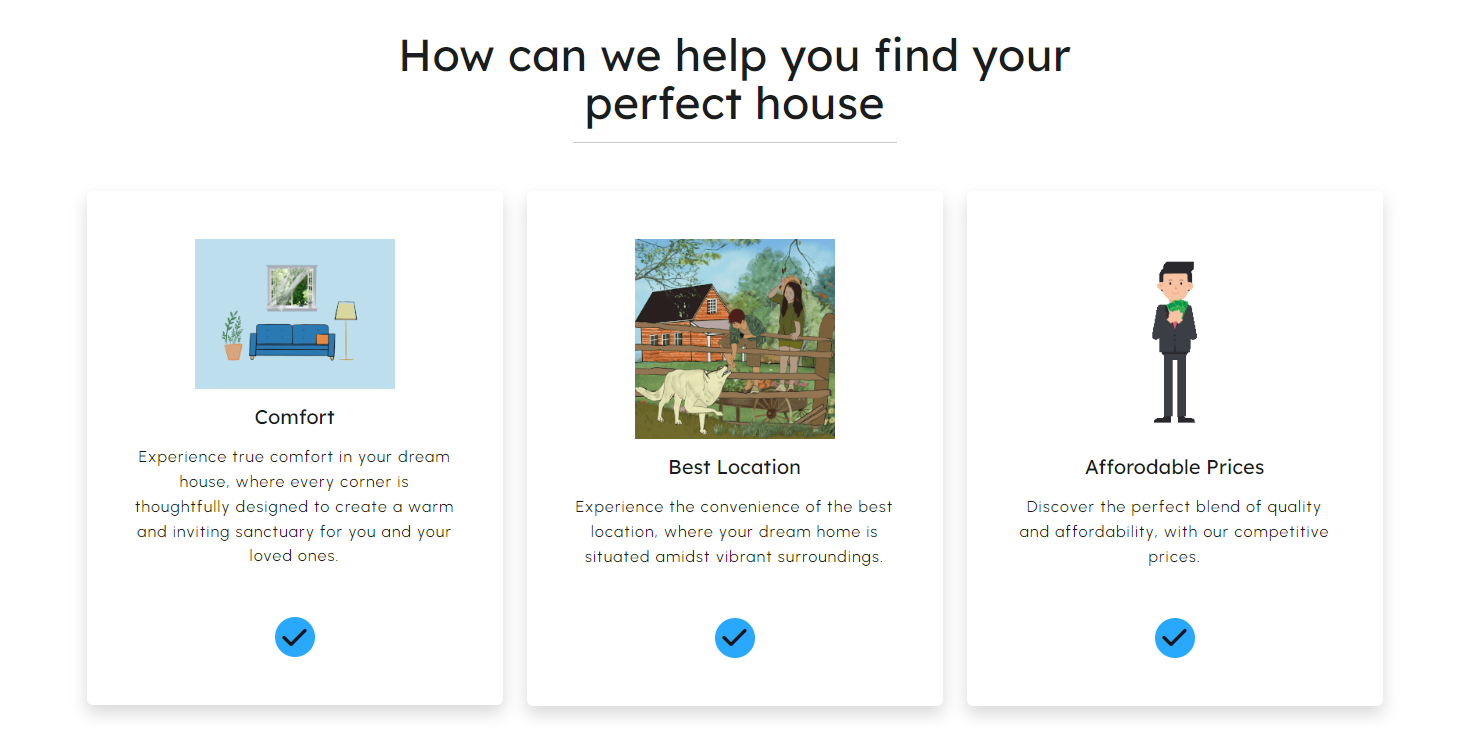 How can we help you find your
perfect house
Comfort
Experience true comfort in your dream
house, where every corner is
thoughtfully designed to create a warm
and inviting sanctuary for you and your
loved ones.
Best Location
Experience the convenience of the best
location, where your dream home is
situated amidst vibrant surroundings.
Afforodable Prices
Discover the perfect blend of quality
and affordability, with our competitive
prices.